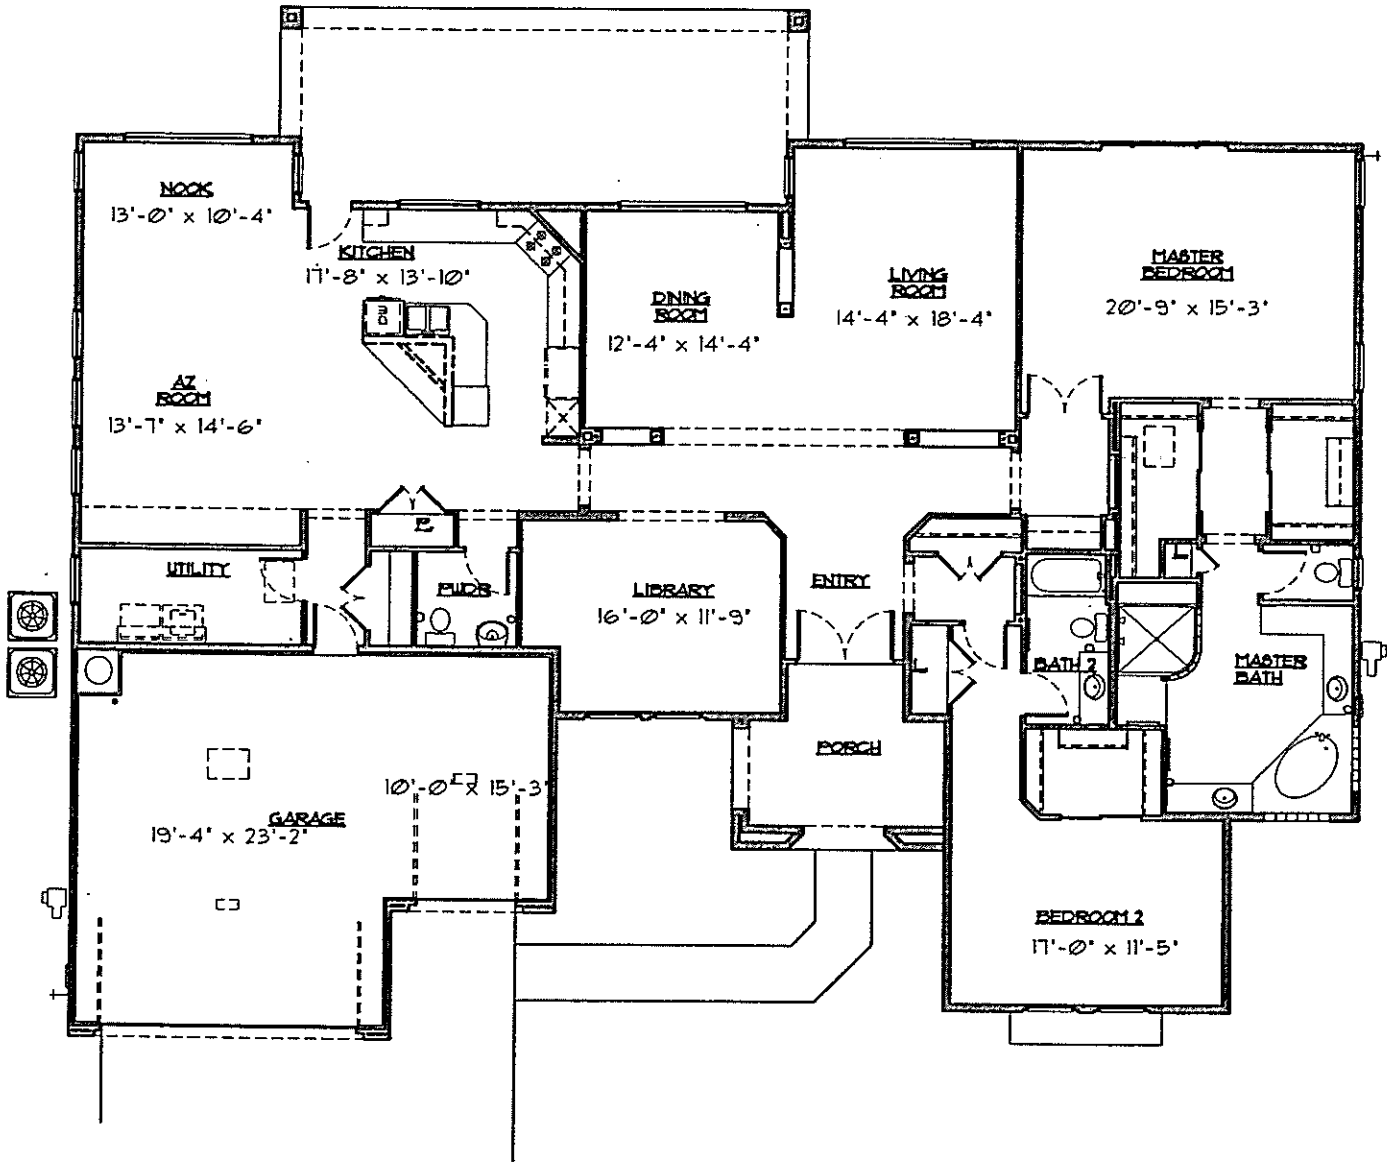 NOOK
13'-0" x 10'-4"
KITCHEN
17'-8" x 13'-10"
DW
DINING
ROOM
12'-4" x 14'-4"
LIVING
ROOM
14'-4" x 18'-4"
MASTER
BEDROOM
20'-9" x 15'-3"
AZ
ROOM
13'-7" x 14'-6"
P.
UTILITY
PWDR
LIBRARY
16'-0" x 11'-9"
ENTRY
L
L
BATH 2
MASTER
BATH
PORCH
10'-0" x 15'-3"
GARAGE
19'-4" x 23'-2"
BEDROOM 2
17'-0" x 11'-5"